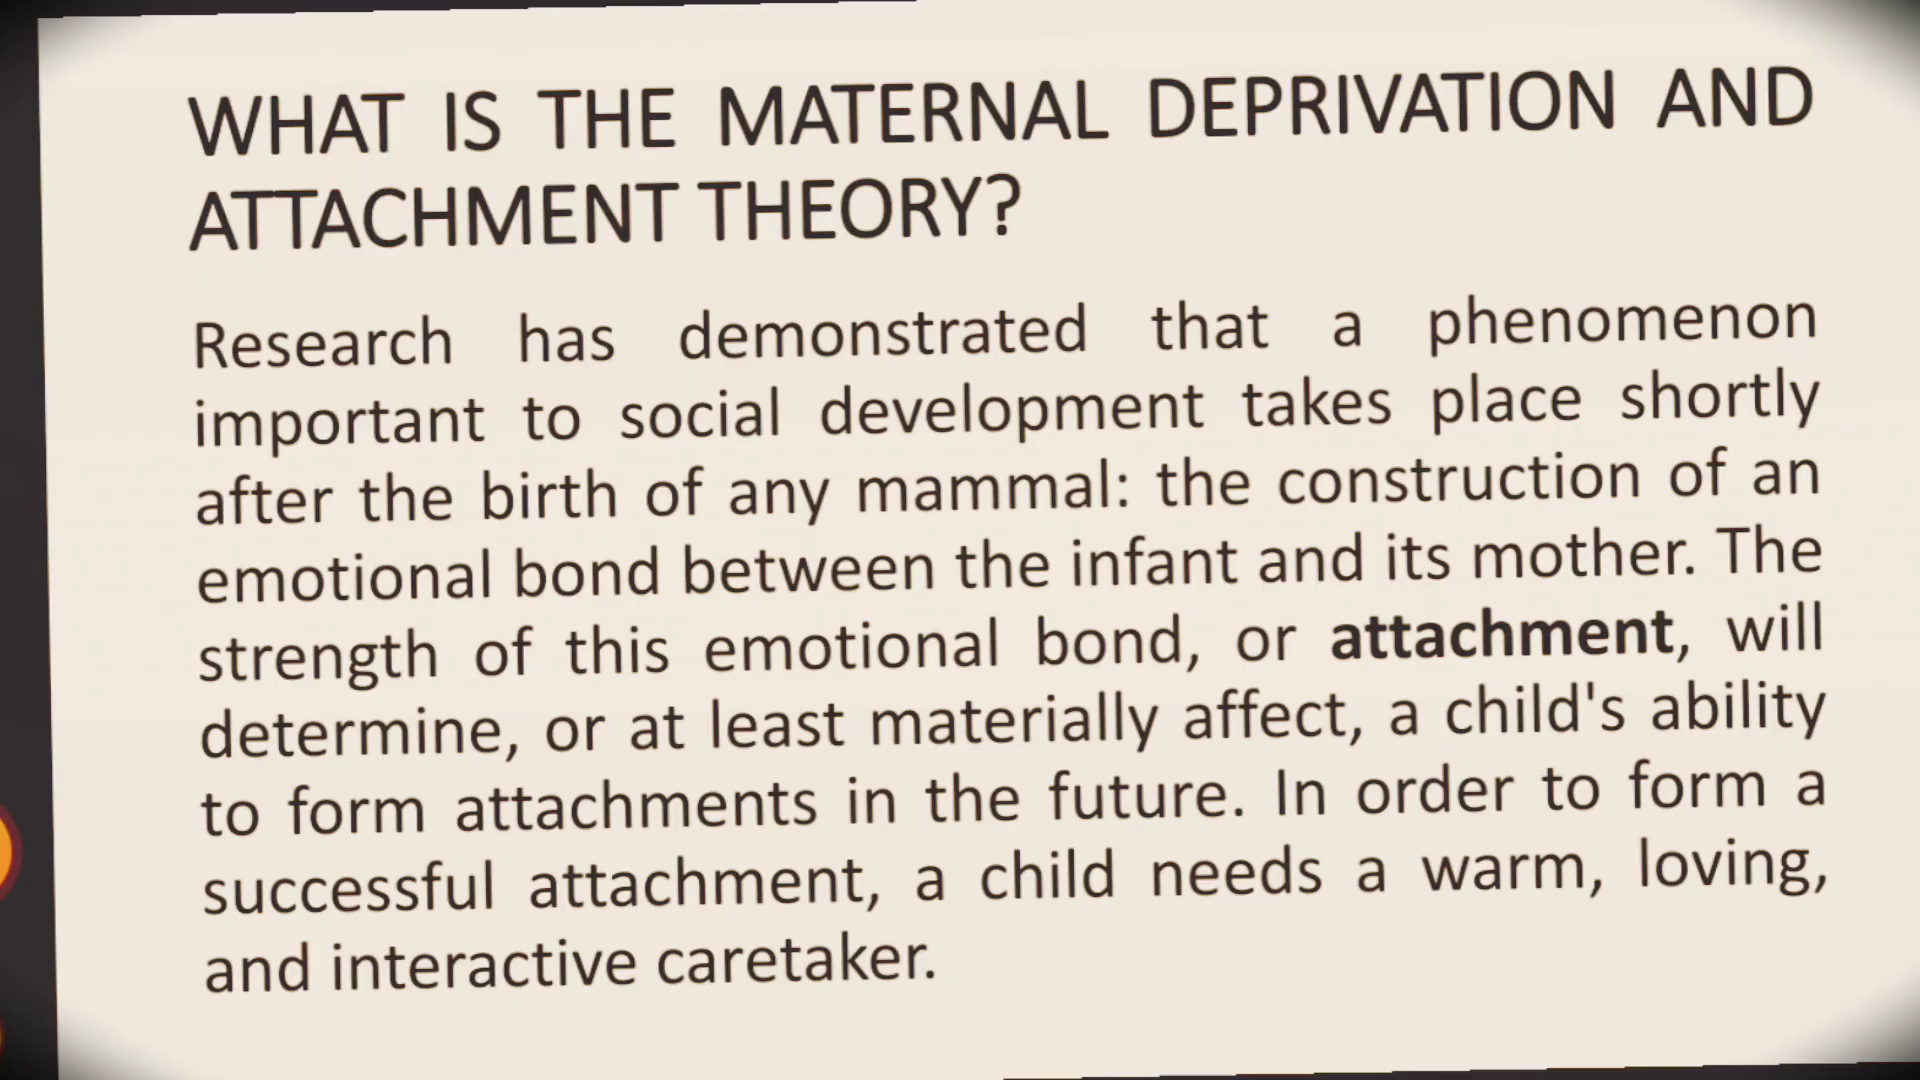 WHAT IS THE MATERNAL DEPRIVATION AND
ATTACHMENT THEORY?
Research has demonstrated that a phenomenon
important to social development takes place shortly
after the birth of any mammal: the construction of an
emotional bond between the infant and its mother. The
strength of this emotional bond, or attachment, will
determine, or at least materially affect, a child's ability
to form attachments in the future. In order to form a
successful attachment, a child needs a warm, loving,
and interactive caretaker.